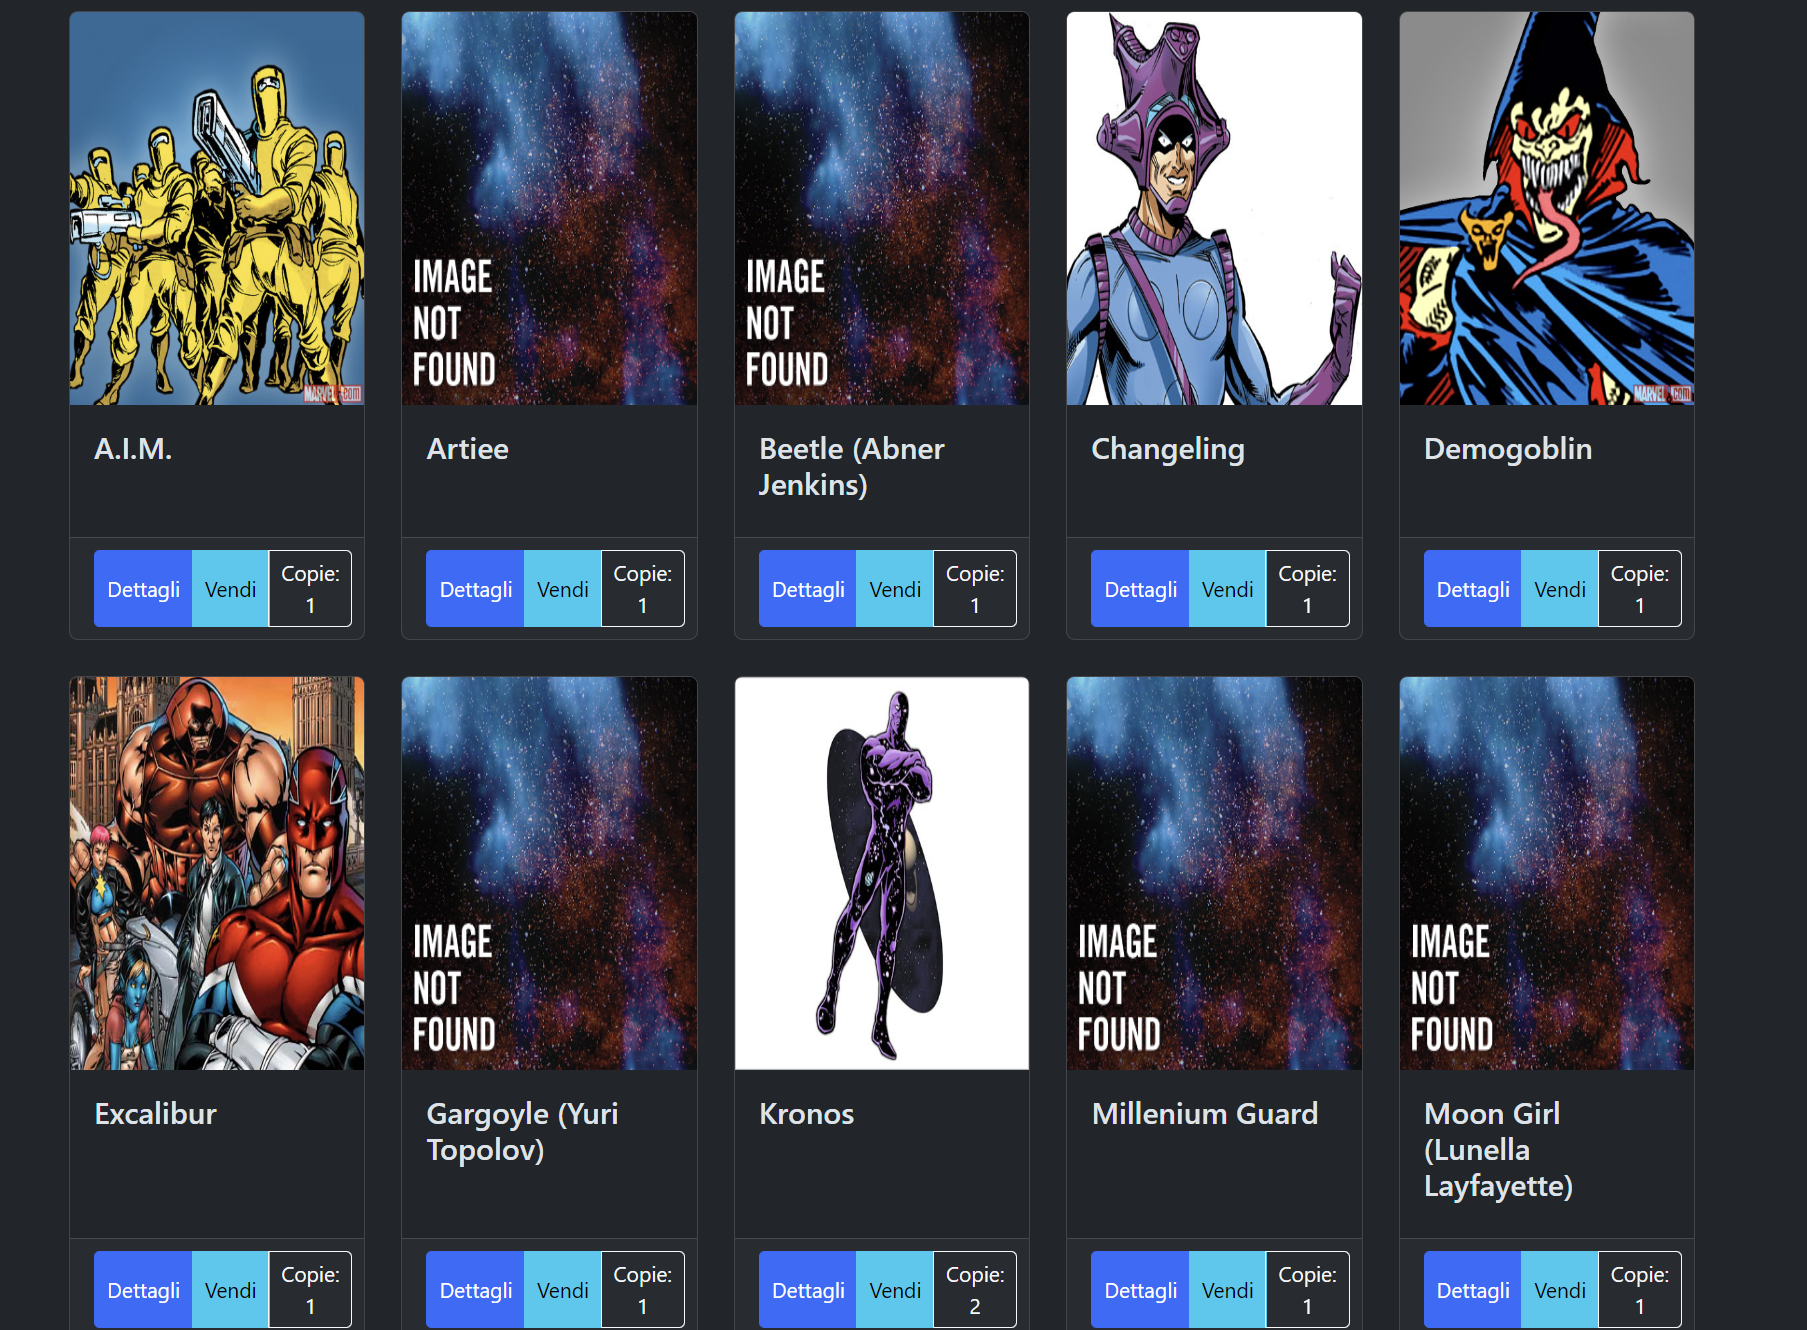 MARVEL.com
IMAGE
NOT
FOUND
IMAGE
NOT
FOUND
MARVEL.com
A.I.M.
Artiee
Beetle (Abner
Jenkins)
Changeling
Demogoblin
Dettagli
Vendi
Copie:
1
Dettagli
Vendi
Copie:
1
Dettagli
Vendi
Copie:
1
Dettagli
Vendi
Copie:
1
Dettagli
Vendi
Copie:
1
IMAGE
NOT
FOUND
IMAGE
NOT
FOUND
IMAGE
NOT
FOUND
Excalibur
Gargoyle (Yuri
Topolov)
Kronos
Millenium Guard
Moon Girl
(Lunella
Layfayette)
Dettagli
Vendi
Copie:
1
Dettagli
Vendi
Copie:
1
Dettagli
Vendi
Copie:
2
Dettagli
Vendi
Copie:
1
Dettagli
Vendi
Copie:
1